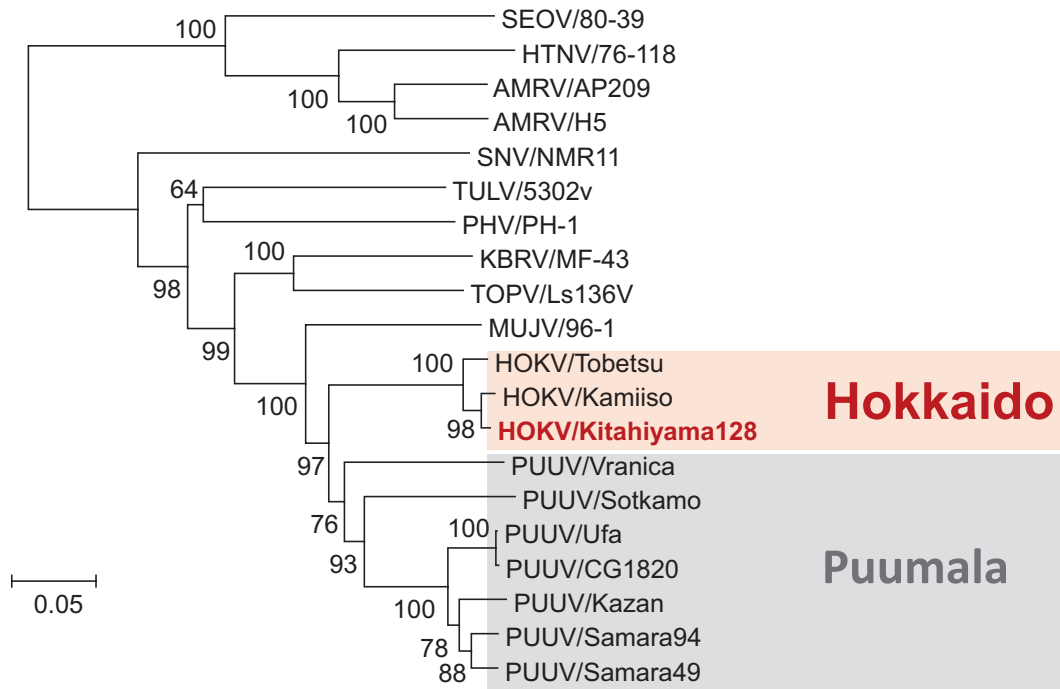 SEOV/80-39
100
HTNV/76-118
AMRV/AP209
100
100
AMRV/H5
SNV/NMR11
64
TULV/5302v
PHV/PH-1
100
KBRV/MF-43
98
TOPV/Ls136V
MUJV/96-1
99
100
HOKV/Tobetsu
HOKV/Kamiiso
Hokkaido
100
98
HOKV/Kitahiyama128
97
PUUV/Vranica
PUUV/Sotkamo
76
100
PUUV/Ufa
93
PUUV/CG1820
Puumala
0.05
100
PUUV/Kazan
PUUV/Samara94
78
88
PUUV/Samara49